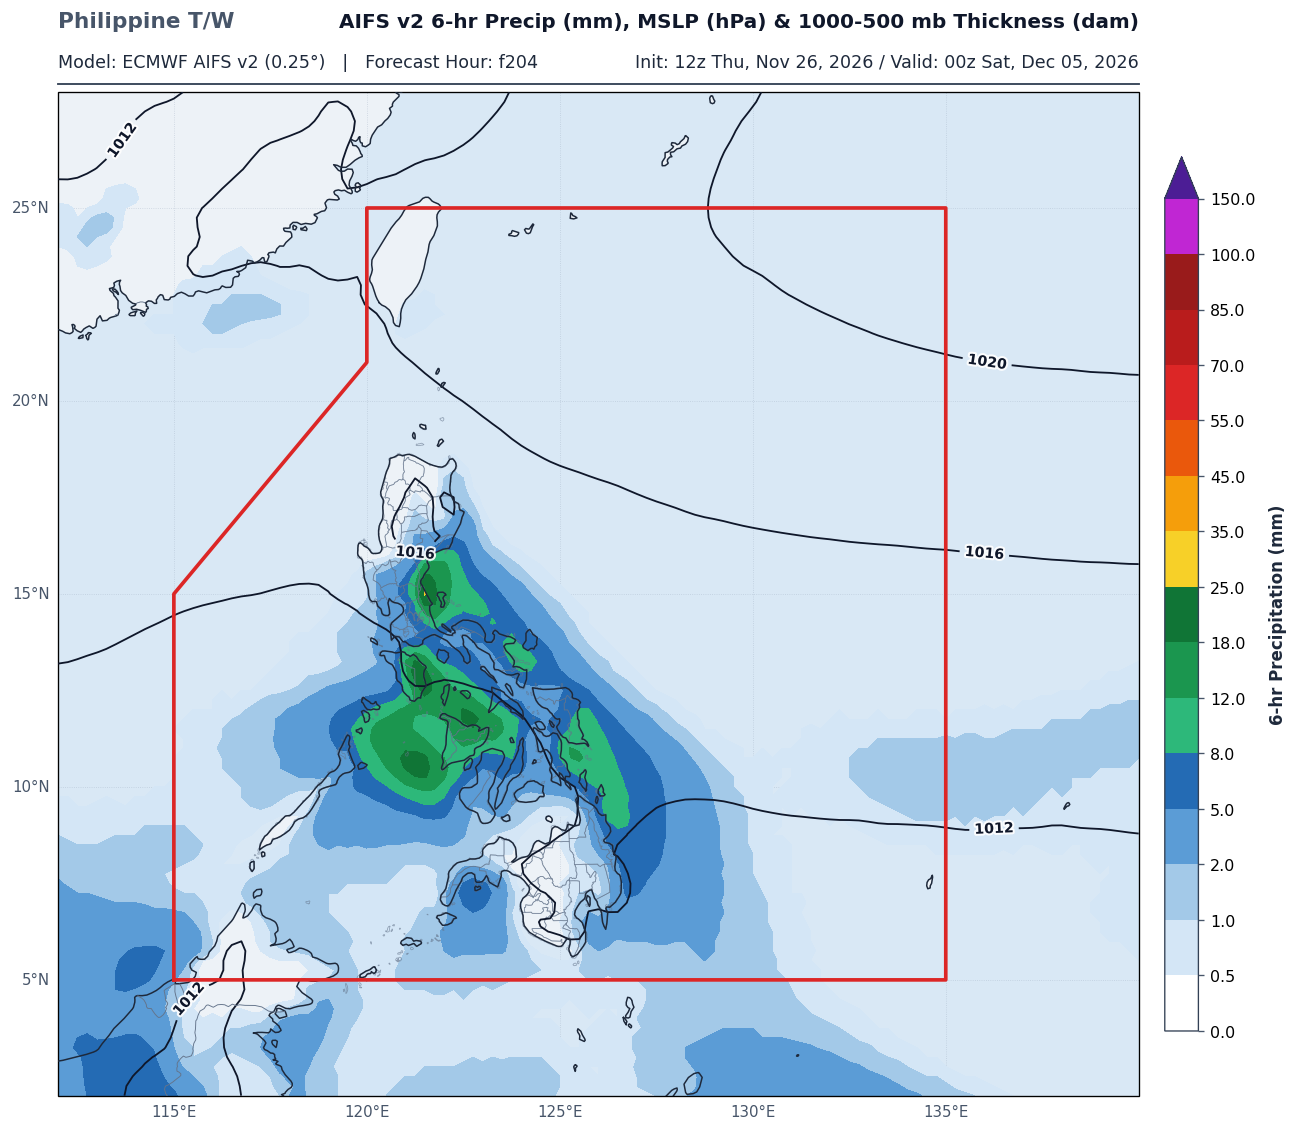 Philippine T/W
AIFS v2 6-hr Precip (mm), MSLP (hPa) & 1000-500 mb Thickness (dam)
Model: ECMWF AIFS v2 (0.25°) | Forecast Hour: f204
Init: 12z Thu, Nov 26, 2026 / Valid: 00z Sat, Dec 05, 2026
1012
1020
1016
1016
1012
1012
25°N
20°N
15°N
10°N
5°N
115°E
120°E
125°E
130°E
135°E
150.0
100.0
85.0
70.0
55.0
45.0
35.0
25.0
18.0
12.0
8.0
5.0
2.0
1.0
0.5
0.0
6-hr Precipitation (mm)